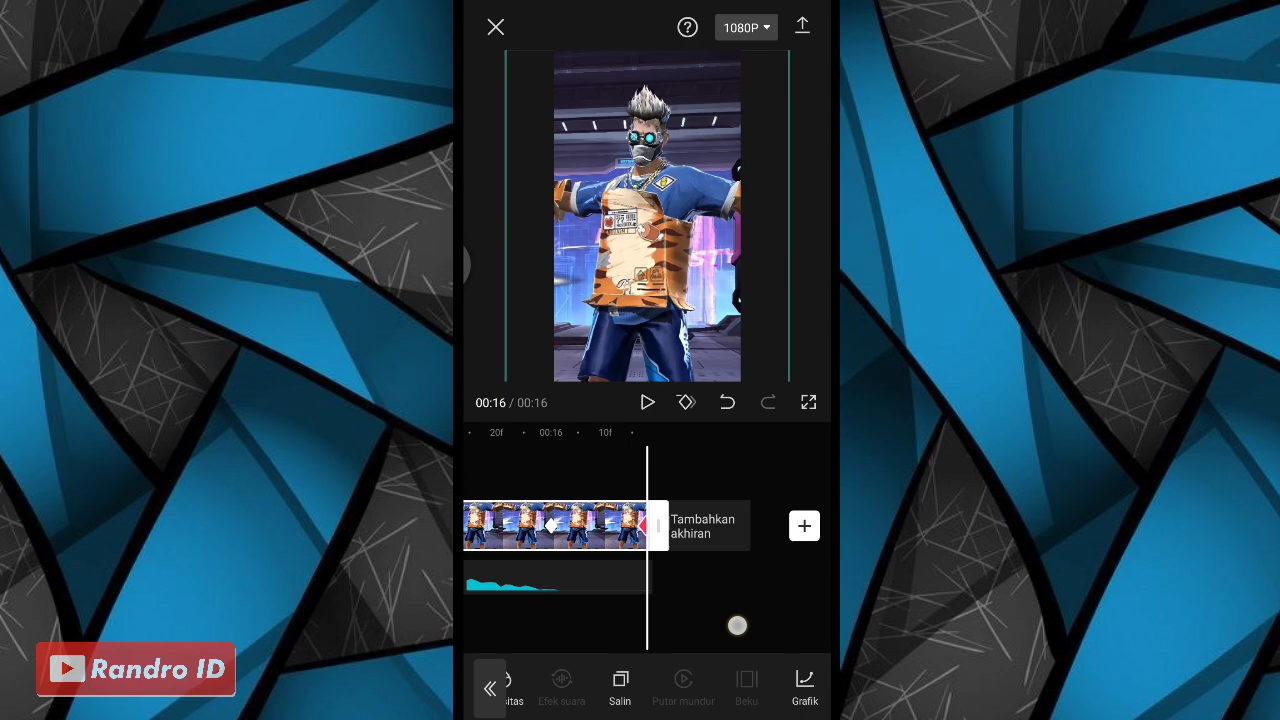 1080P
00:16 / 00:16
20f
00:16
10f
Tambahkan
akhiran
Randro ID
itas
Efek suara
Salin
Putar mundur
Beku
Grafik